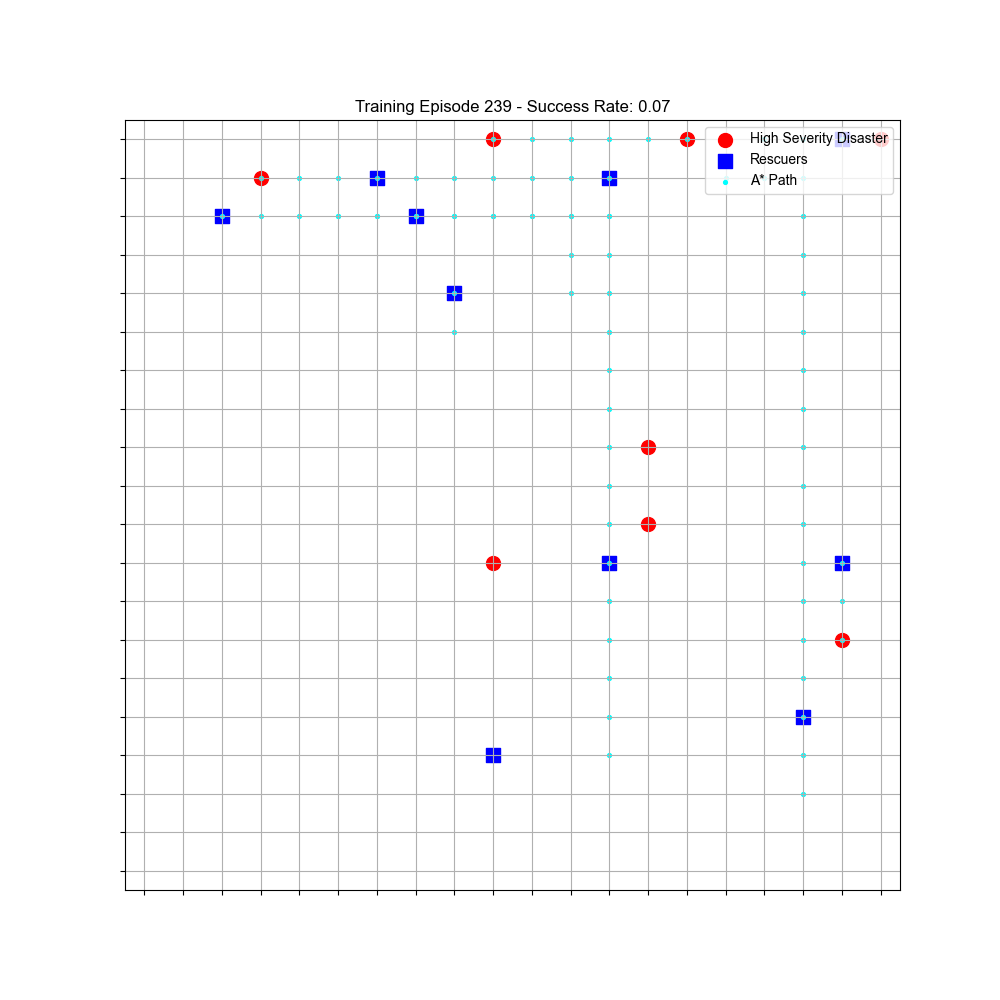 Training Episode 239 - Success Rate: 0.07
High Severity Disaster
Rescuers
A* Path